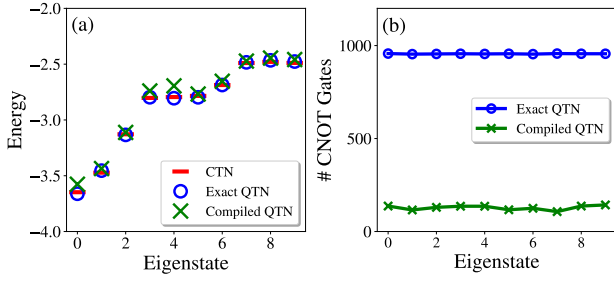 (a)
Energy
−2.0
−2.5
−3.0
−3.5
−4.0
CTN
Exact QTN
Compiled QTN
0 2 4 6 8
Eigenstate
(b)
# CNOT Gates
1000
500
0
Exact QTN
Compiled QTN
0 2 4 6 8
Eigenstate